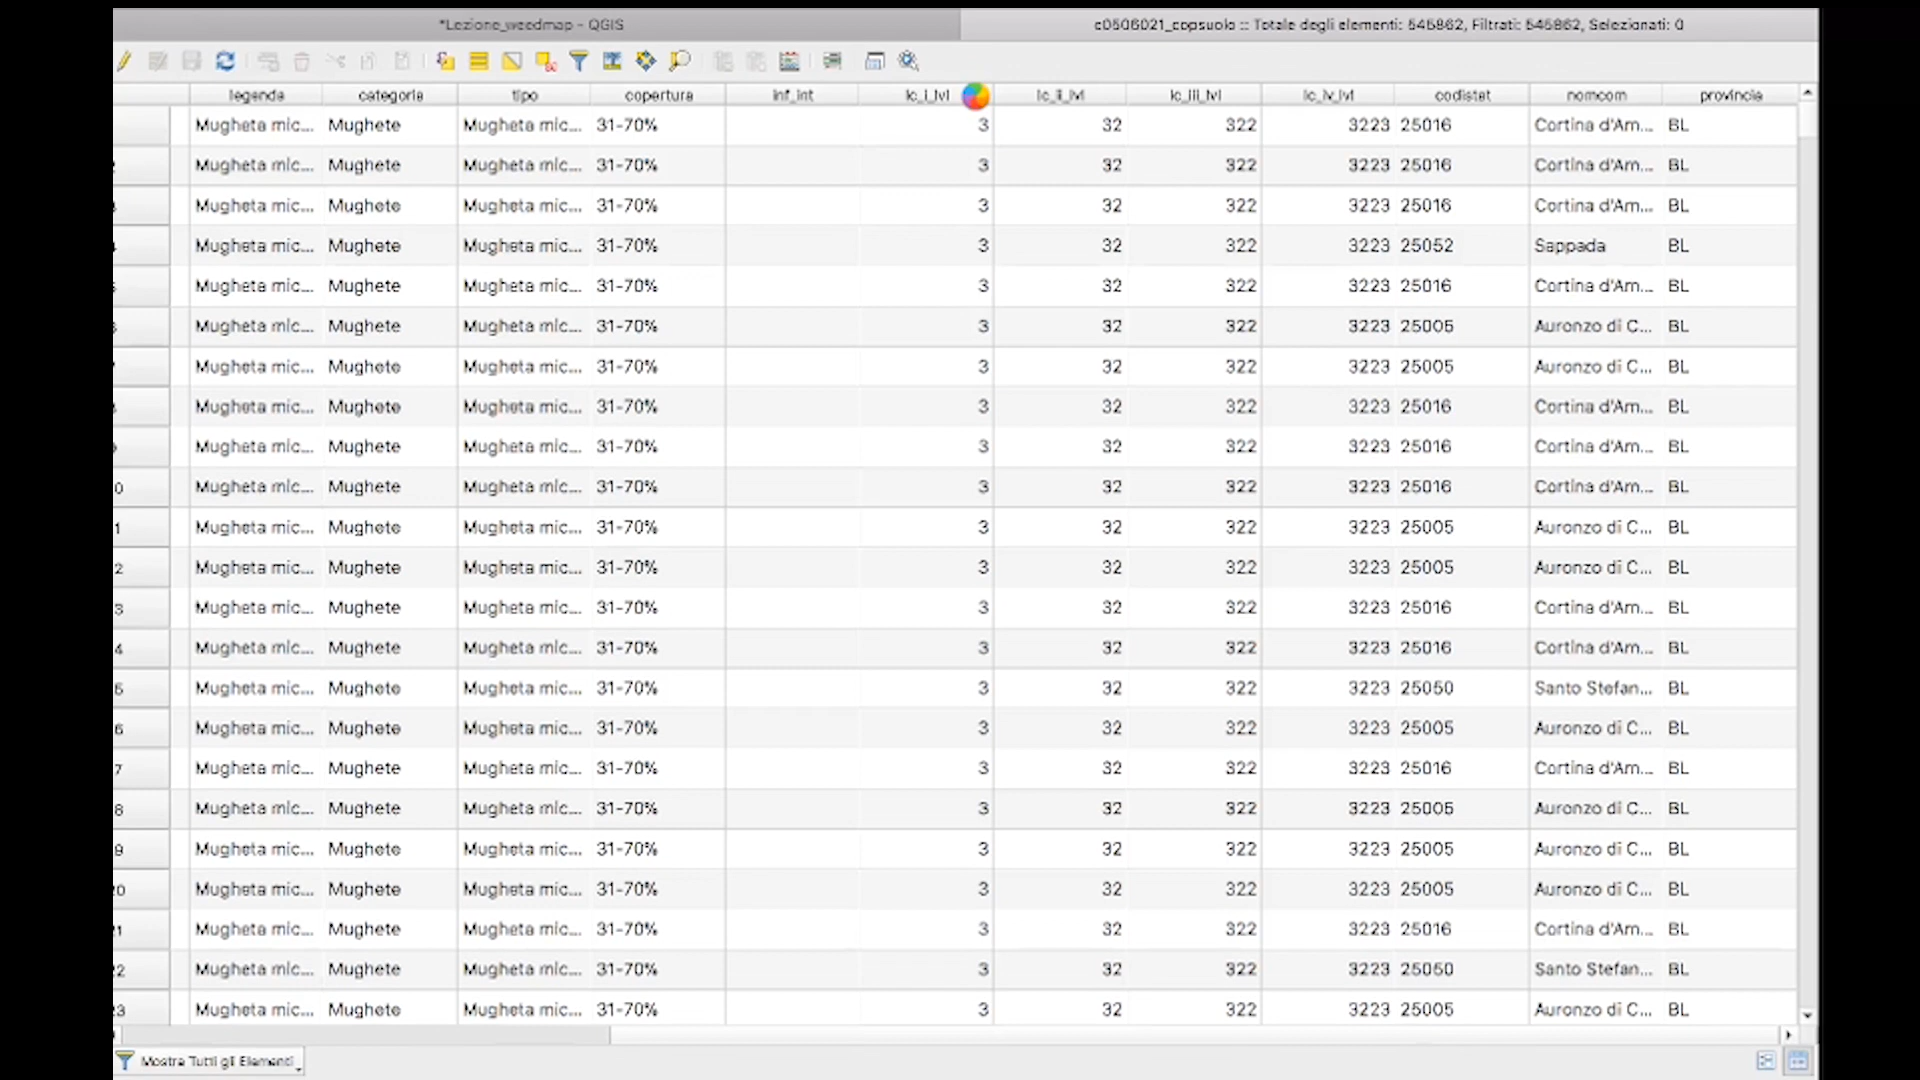 *Lezione_weedmap - QGIS
c0506021_copsuolo :: Totale degli elementi: 545862, Filtrati: 545862, Selezionati: 0
legenda categoria tipo copertura inf_int lc_i_lvl lc_ii_lvl lc_iii_lvl lc_iv_lvl codistat nomcom provincia
Mugheta mic... Mughete Mugheta mic... 31-70% 3 32 322 3223 25016 Cortina d'Am... BL
Mugheta mic... Mughete Mugheta mic... 31-70% 3 32 322 3223 25016 Cortina d'Am... BL
Mugheta mic... Mughete Mugheta mic... 31-70% 3 32 322 3223 25016 Cortina d'Am... BL
Mugheta mic... Mughete Mugheta mic... 31-70% 3 32 322 3223 25052 Sappada BL
Mugheta mic... Mughete Mugheta mic... 31-70% 3 32 322 3223 25016 Cortina d'Am... BL
Mugheta mic... Mughete Mugheta mic... 31-70% 3 32 322 3223 25005 Auronzo di C... BL
Mugheta mic... Mughete Mugheta mic... 31-70% 3 32 322 3223 25005 Auronzo di C... BL
Mugheta mic... Mughete Mugheta mic... 31-70% 3 32 322 3223 25016 Cortina d'Am... BL
Mugheta mic... Mughete Mugheta mic... 31-70% 3 32 322 3223 25016 Cortina d'Am... BL
0 Mugheta mic... Mughete Mugheta mic... 31-70% 3 32 322 3223 25016 Cortina d'Am... BL
1 Mugheta mic... Mughete Mugheta mic... 31-70% 3 32 322 3223 25005 Auronzo di C... BL
2 Mugheta mic... Mughete Mugheta mic... 31-70% 3 32 322 3223 25005 Auronzo di C... BL
3 Mugheta mic... Mughete Mugheta mic... 31-70% 3 32 322 3223 25016 Cortina d'Am... BL
4 Mugheta mic... Mughete Mugheta mic... 31-70% 3 32 322 3223 25016 Cortina d'Am... BL
5 Mugheta mic... Mughete Mugheta mic... 31-70% 3 32 322 3223 25050 Santo Stefan... BL
6 Mugheta mic... Mughete Mugheta mic... 31-70% 3 32 322 3223 25005 Auronzo di C... BL
7 Mugheta mic... Mughete Mugheta mic... 31-70% 3 32 322 3223 25016 Cortina d'Am... BL
8 Mugheta mic... Mughete Mugheta mic... 31-70% 3 32 322 3223 25005 Auronzo di C... BL
9 Mugheta mic... Mughete Mugheta mic... 31-70% 3 32 322 3223 25005 Auronzo di C... BL
20 Mugheta mic... Mughete Mugheta mic... 31-70% 3 32 322 3223 25005 Auronzo di C... BL
21 Mugheta mic... Mughete Mugheta mic... 31-70% 3 32 322 3223 25016 Cortina d'Am... BL
22 Mugheta mic... Mughete Mugheta mic... 31-70% 3 32 322 3223 25050 Santo Stefan... BL
23 Mugheta mic... Mughete Mugheta mic... 31-70% 3 32 322 3223 25005 Auronzo di C... BL
Mostra Tutti gli Elementi